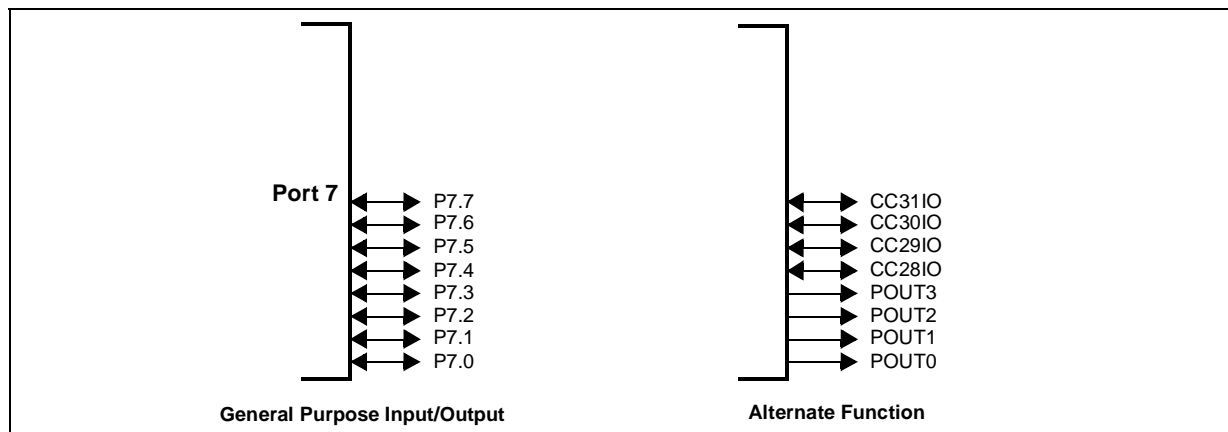 Port 7
P7.7
P7.6
P7.5
P7.4
P7.3
P7.2
P7.1
P7.0
General Purpose Input/Output
CC31IO
CC30IO
CC29IO
CC28IO
POUT3
POUT2
POUT1
POUT0
Alternate Function